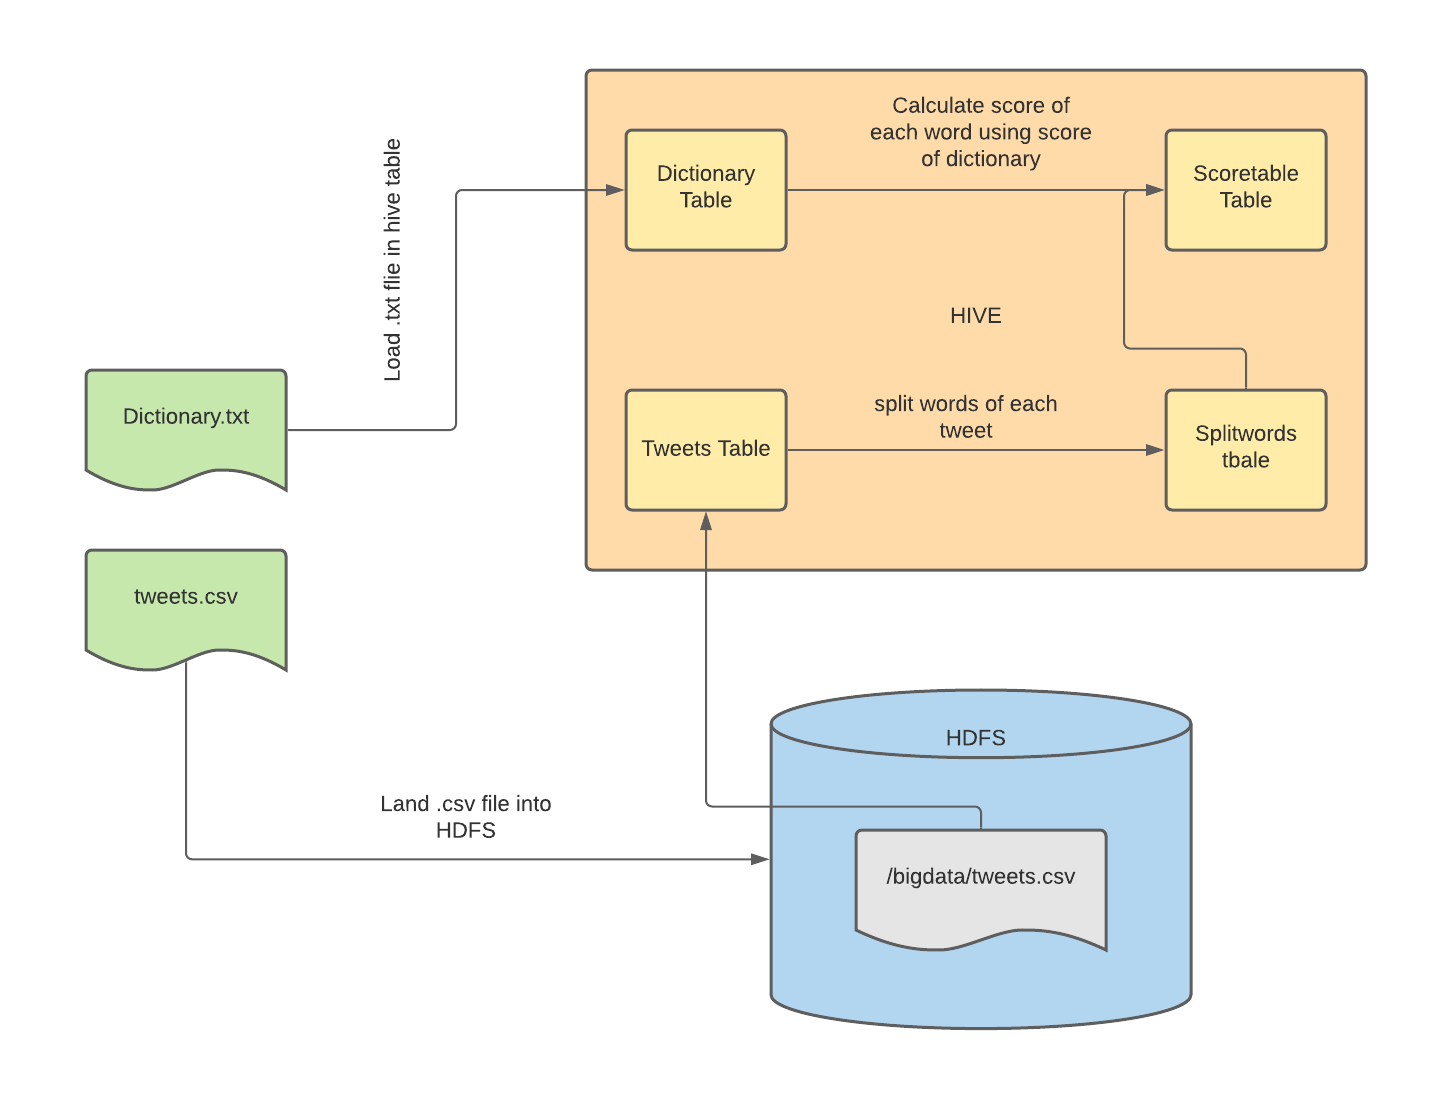 Calculate score of
each word using score
of dictionary
Load .txt flie in hive table
Dictionary
Table
Scoretable
Table
HIVE
Dictionary.txt
split words of each
tweet
Tweets Table
Splitwords
tbale
tweets.csv
HDFS
Land .csv file into
HDFS
/bigdata/tweets.csv